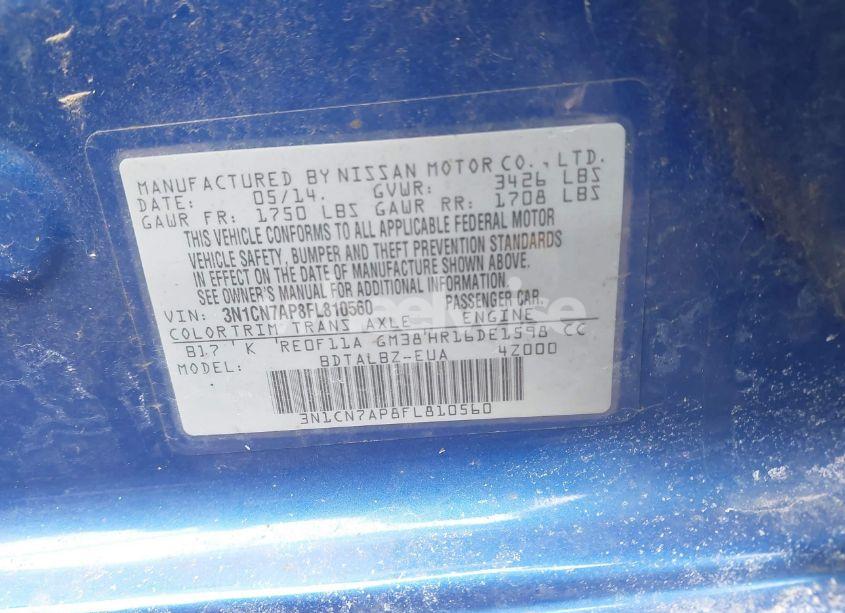 MANUFACTURED BY NISSAN MOTOR CO., LTD.
DATE: 05/14. GVWR: 3426 LBS
GAWR FR: 1750 LBS GAWR RR: 1708 LBS
THIS VEHICLE CONFORMS TO ALL APPLICABLE FEDERAL MOTOR
VEHICLE SAFETY, BUMPER AND THEFT PREVENTION STANDARDS
IN EFFECT ON THE DATE OF MANUFACTURE SHOWN ABOVE.
SEE OWNER'S MANUAL FOR ADDITIONAL INFORMATION.
VIN: 3N1CN7AP8FL810560 PASSENGER CAR.
COLOR TRIM TRANS AXLE ENGINE
B17 K RE0F11A GM38 HR16DE1598 CC
MODEL: BDTALBZ-EUA 4Z000
3N1CN7AP8FL810560